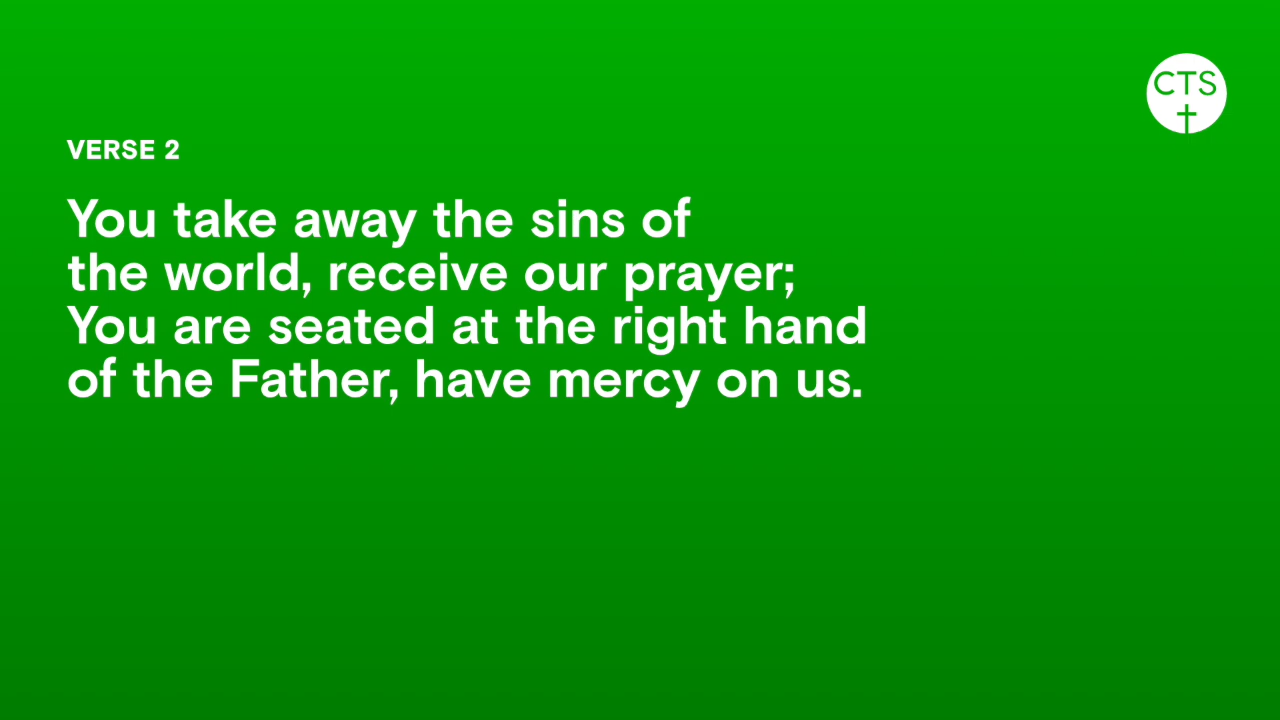 CTS
VERSE 2
You take away the sins of
the world, receive our prayer;
You are seated at the right hand
of the Father, have mercy on us.